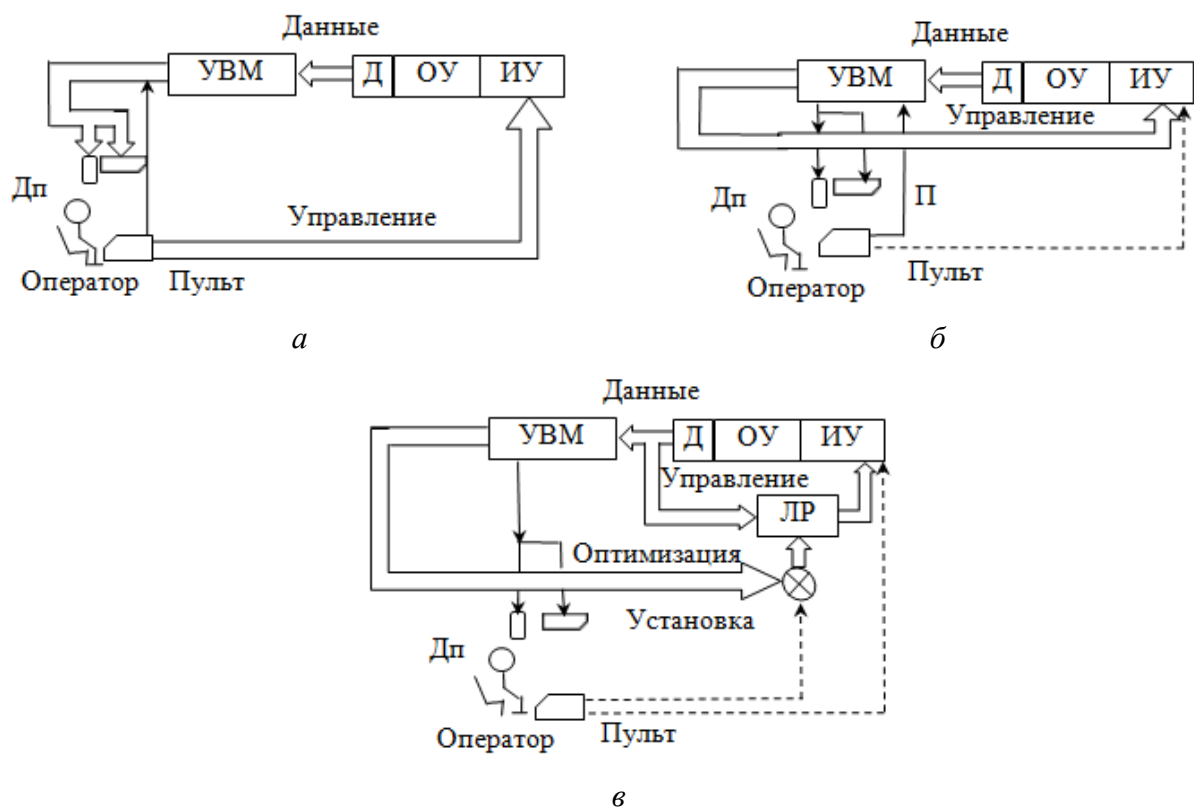 Данные
УВМ
Д ОУ ИУ
Дп
Управление
Оператор Пульт
а
Данные
УВМ
Д ОУ ИУ
Управление
Дп
П
Пульт
Оператор
б
Данные
УВМ
Д ОУ ИУ
Управление
ЛР
Оптимизация
Установка
Дп
Оператор Пульт
в